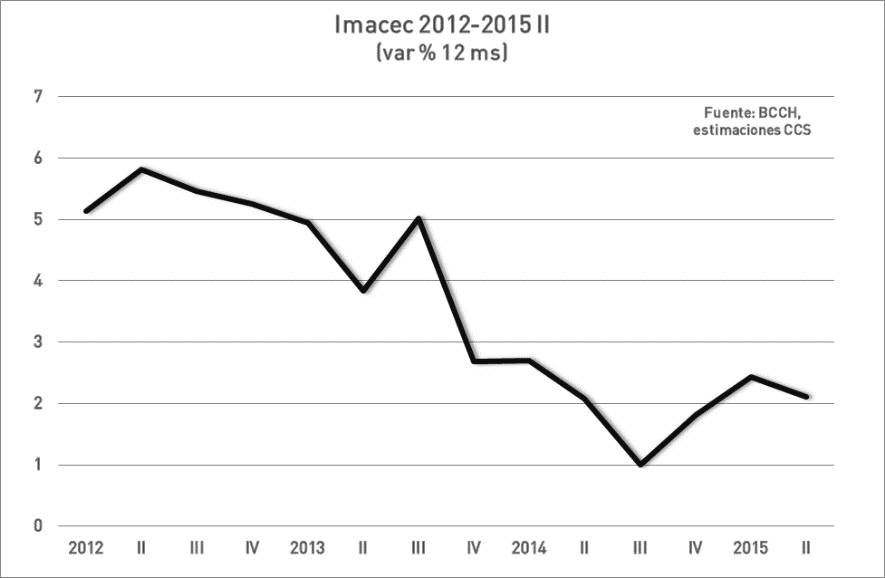 Imacec 2012-2015 II
(var % 12 ms)
7
Fuente: BCCH,
estimaciones CCS
6
5
4
3
2
1
0
2012 II III IV 2013 II III IV 2014 II III IV 2015 II